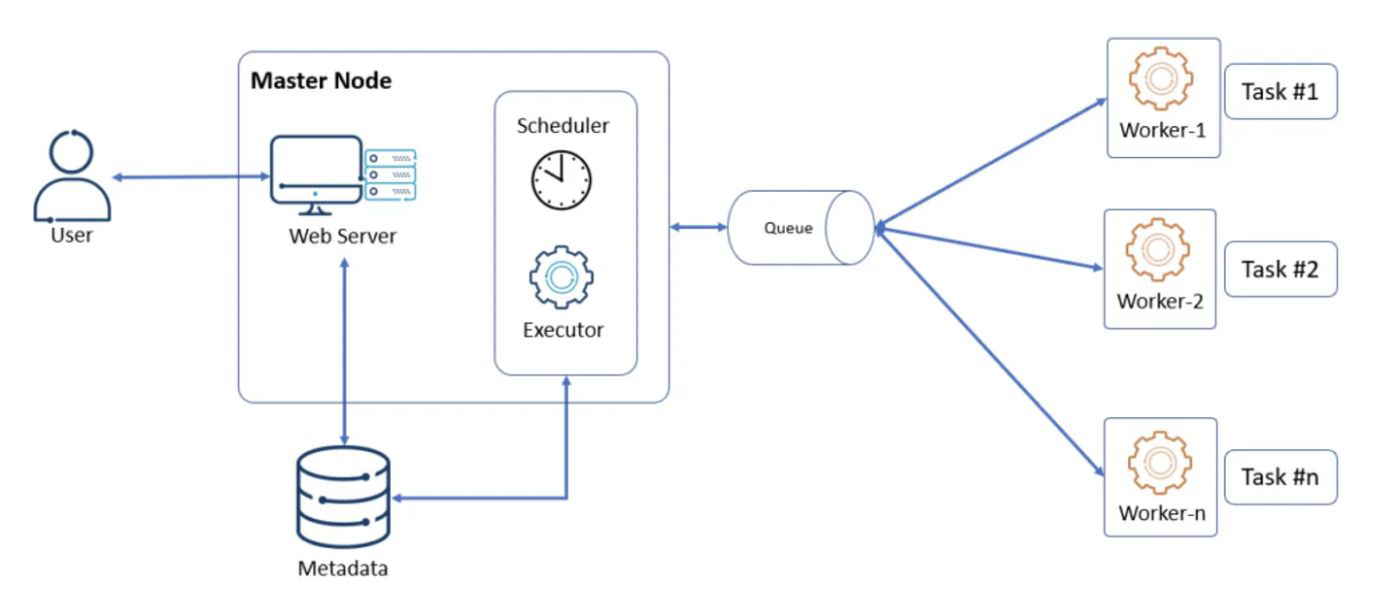 Master Node
User
Web Server
Scheduler
Executor
Metadata
Queue
Worker-1
Task #1
Worker-2
Task #2
Worker-n
Task #n